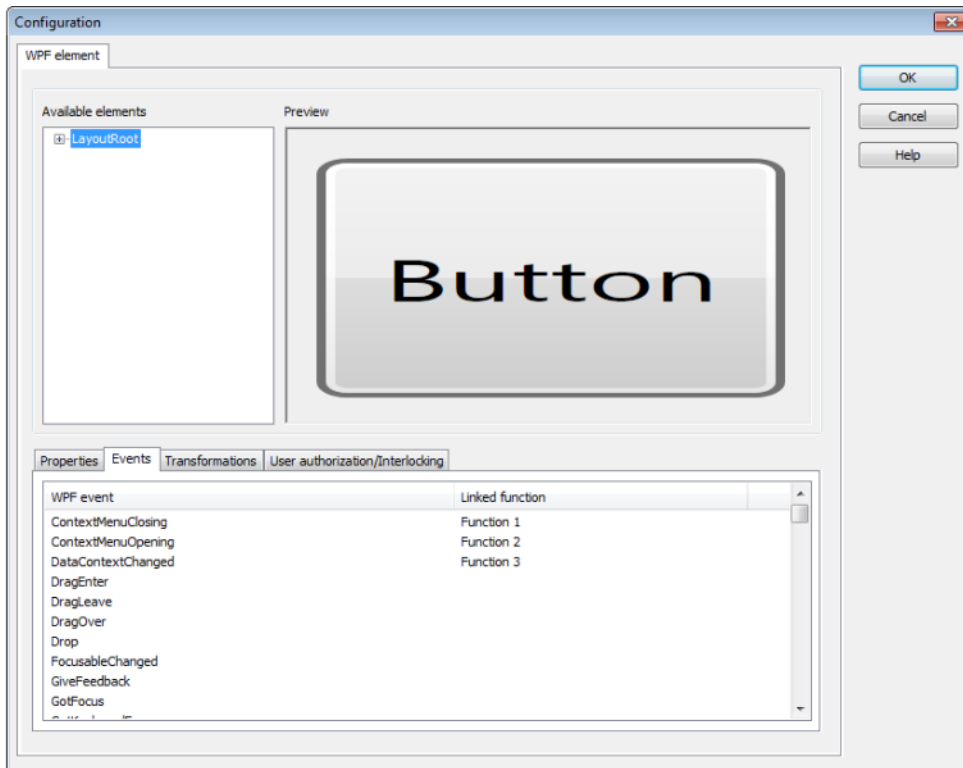 Configuration
WPF element
OK
Cancel
Help
Available elements
Preview
LayoutRoot
Button
Properties Events Transformations User authorization/Interlocking
WPF event Linked function
ContextMenuClosing Function 1
ContextMenuOpening Function 2
DataContextChanged Function 3
DragEnter
DragLeave
DragOver
Drop
FocusableChanged
GiveFeedback
GotFocus